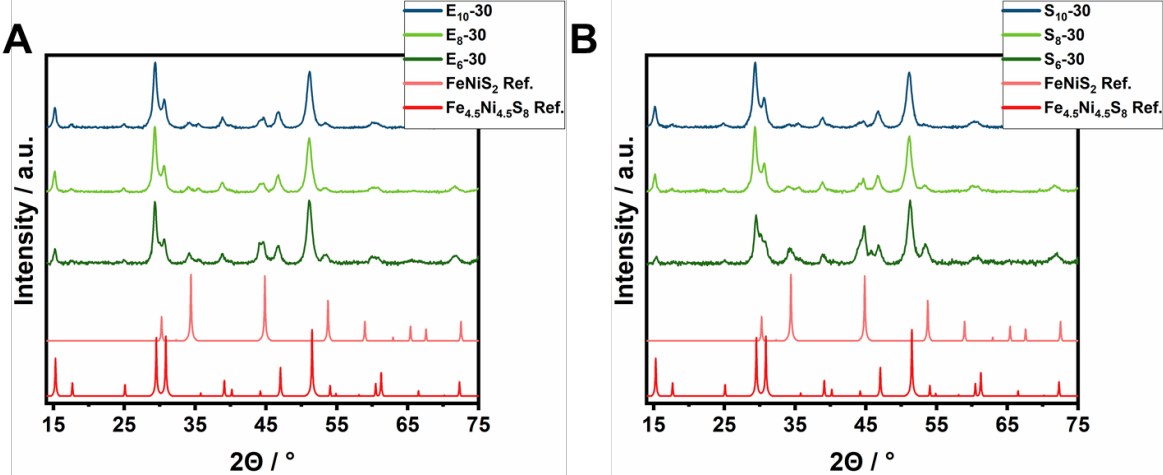 A
E₁₀-30
E₈-30
E₆-30
FeNiS₂ Ref.
Fe₄.₅Ni₄.₅S₈ Ref.
Intensity / a.u.
15 25 35 45 55 65 75
2Θ / °
B
S₁₀-30
S₈-30
S₆-30
FeNiS₂ Ref.
Fe₄.₅Ni₄.₅S₈ Ref.
Intensity / a.u.
15 25 35 45 55 65 75
2Θ / °